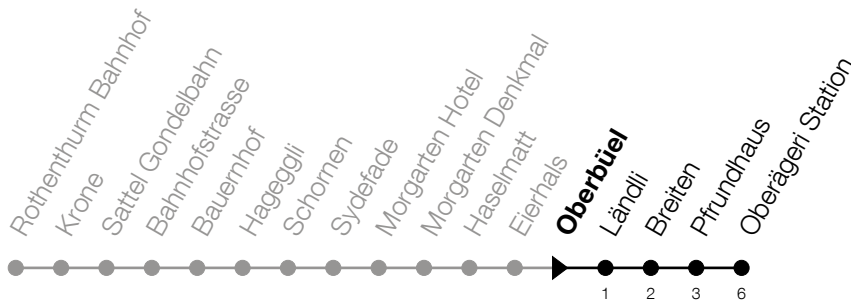 Rothenthurm Bahnhof
Krone
Sattel Gondelbahn
Bahnhofstrasse
Bauernhof
Hageggli
Schornen
Sydefade
Morgarten Hotel
Morgarten Denkmal
Haselmatt
Eierhals
Oberbüel
Ländli
Breiten
Pfrundhaus
Oberägeri Station
1 2 3 6